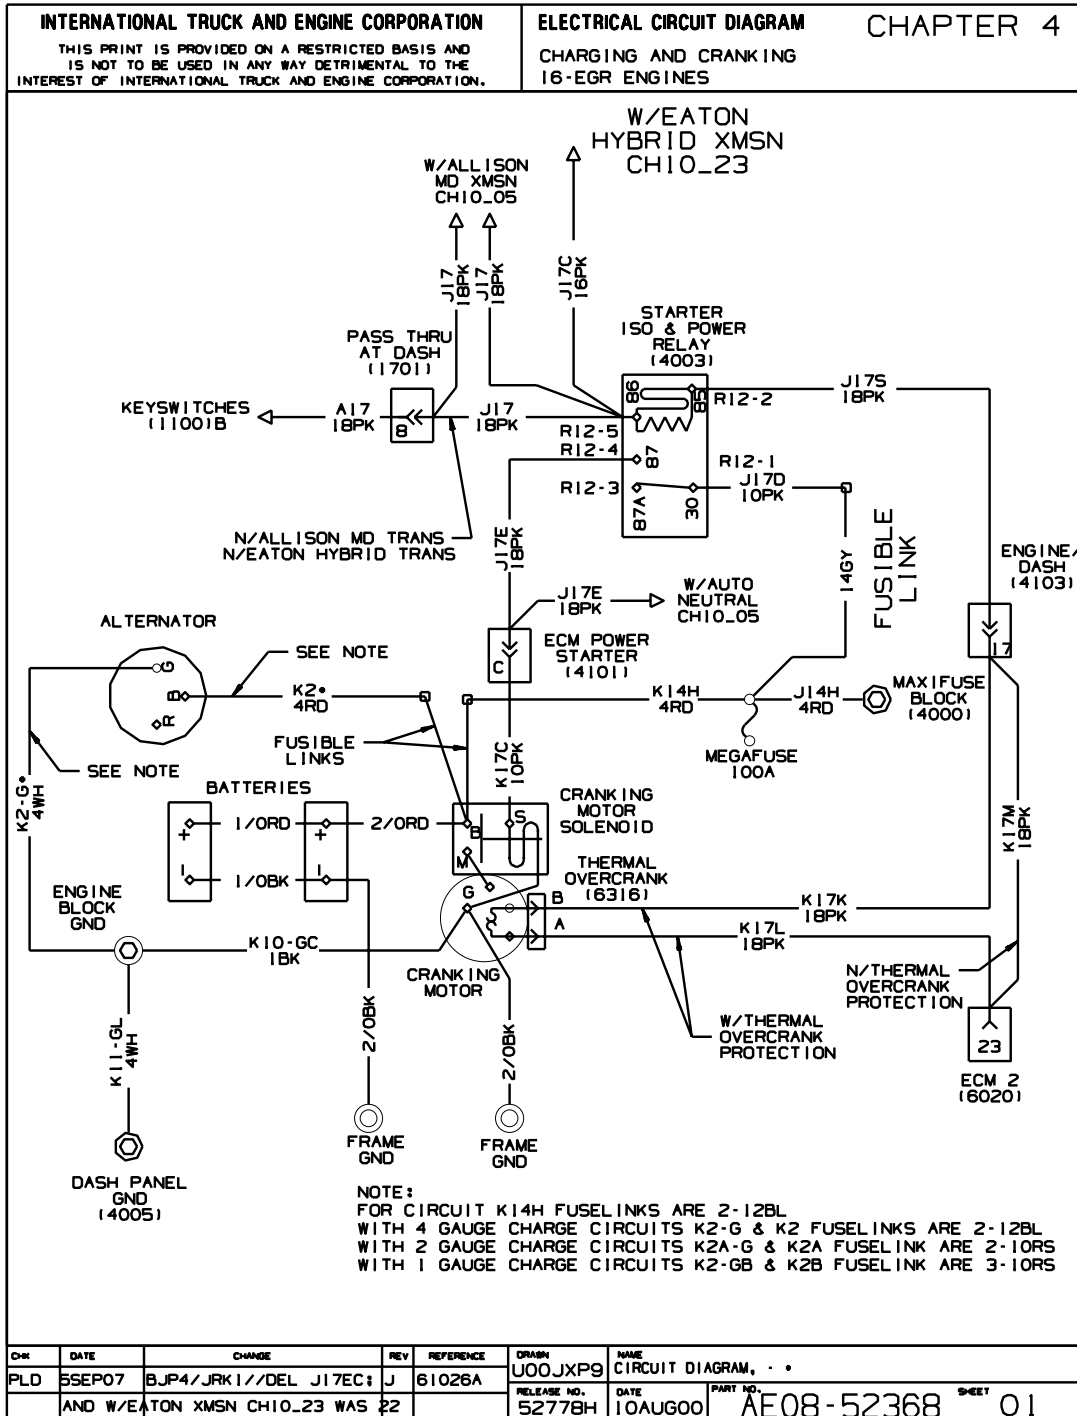 INTERNATIONAL TRUCK AND ENGINE CORPORATION
THIS PRINT IS PROVIDED ON A RESTRICTED BASIS AND
IS NOT TO BE USED IN ANY WAY DETRIMENTAL TO THE
INTEREST OF INTERNATIONAL TRUCK AND ENGINE CORPORATION.
ELECTRICAL CIRCUIT DIAGRAM
CHAPTER 4
CHARGING AND CRANKING
I6-EGR ENGINES
W/EATON
HYBRID XMSN
CH10_23
W/ALLISON
MD XMSN
CH10_05
J17
18PK
J17
18PK
J17C
16PK
STARTER
ISO & POWER
RELAY
(4003)
PASS THRU
AT DASH
(1701)
KEYSWITCHES
(1100)B
A17
18PK
8
J17
18PK
86
85
R12-2
J17S
18PK
R12-5
R12-4
87
R12-1
R12-3
87A
30
J17D
10PK
N/ALLISON MD TRANS
N/EATON HYBRID TRANS
J17E
18PK
14GY
FUSIBLE
LINK
ENGINE/
DASH
(4103)
17
J17E
18PK
W/AUTO
NEUTRAL
CH10_05
C
ECM POWER
STARTER
(4101)
ALTERNATOR
G
B
R
SEE NOTE
K2*
4RD
K14H
4RD
J14H
4RD
MAXIFUSE
BLOCK
(4000)
MEGAFUSE
100A
FUSIBLE
LINKS
SEE NOTE
K2-G*
4WH
K17C
10PK
BATTERIES
+
1/0RD
+
2/0RD
-
1/0BK
-
B
S
M
G
CRANKING
MOTOR
SOLENOID
THERMAL
OVERCRANK
(6316)
B
A
K17K
18PK
K17L
18PK
K17M
18PK
ENGINE
BLOCK
GND
K10-GC
1BK
CRANKING
MOTOR
N/THERMAL
OVERCRANK
PROTECTION
W/THERMAL
OVERCRANK
PROTECTION
23
ECM 2
(6020)
K11-GL
4WH
2/0BK
2/0BK
FRAME
GND
FRAME
GND
DASH PANEL
GND
(4005)
NOTE:
FOR CIRCUIT K14H FUSELINKS ARE 2-12BL
WITH 4 GAUGE CHARGE CIRCUITS K2-G & K2 FUSELINKS ARE 2-12BL
WITH 2 GAUGE CHARGE CIRCUITS K2A-G & K2A FUSELINK ARE 2-10RS
WITH 1 GAUGE CHARGE CIRCUITS K2-GB & K2B FUSELINK ARE 3-10RS
CHK DATE CHANGE REV REFERENCE
PLD 5SEP07 BJP4/JRK1//DEL J17EC; J 61026A
AND W/EATON XMSN CH10_23 WAS 22
DRAWN
U00JXP9
NAME
CIRCUIT DIAGRAM, - *
RELEASE NO.
52778H
DATE
10AUG00
PART NO.
AE08-52368
SHEET
01